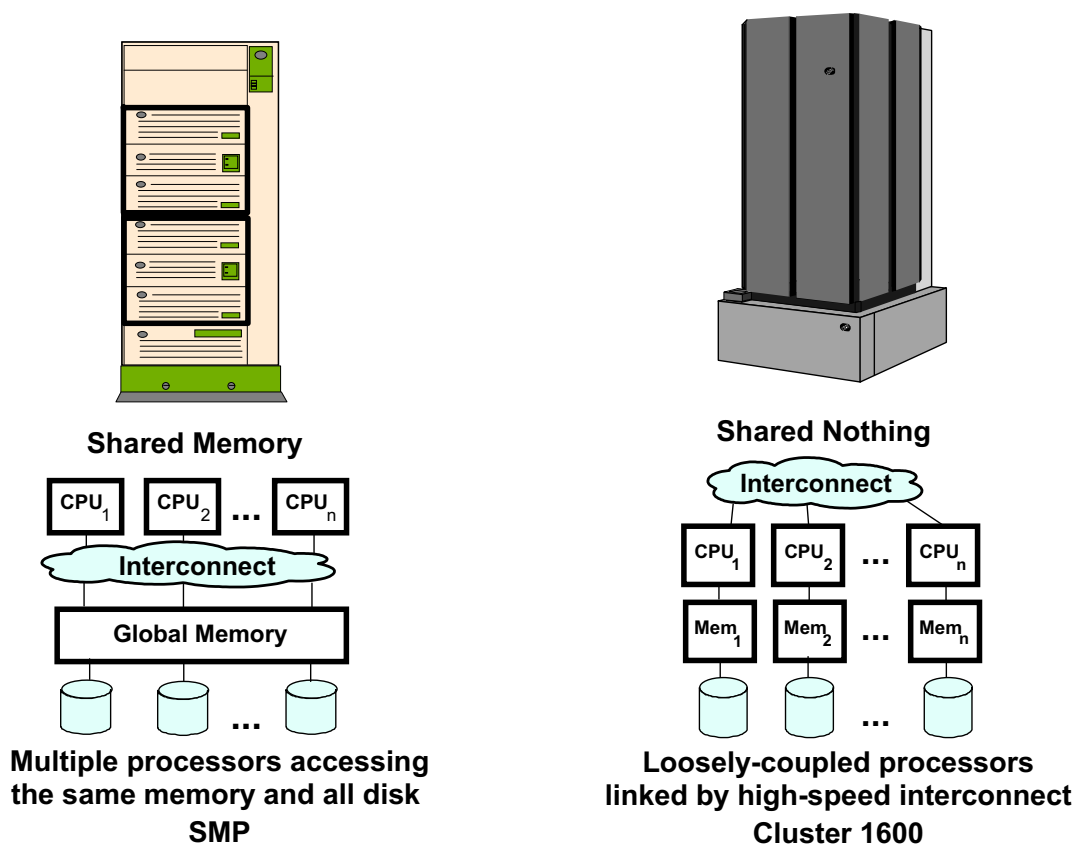 Shared Memory
CPU1 CPU2 ... CPUn
Interconnect
Global Memory
...
Multiple processors accessing
the same memory and all disk
SMP
Shared Nothing
Interconnect
CPU1 CPU2 ... CPUn
Mem1 Mem2 ... Memn
...
Loosely-coupled processors
linked by high-speed interconnect
Cluster 1600